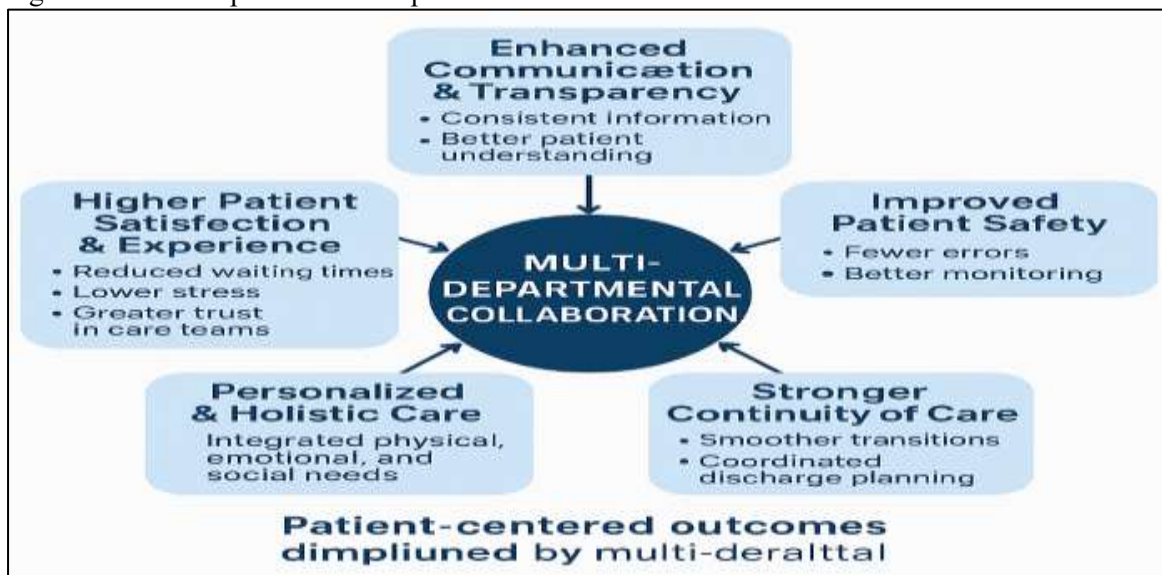 Enhanced
Communicætion
& Transparency
• Consistent information
• Better patient
understanding
Higher Patient
Satisfaction
& Experience
• Reduced waiting times
• Lower stress
• Greater trust
in care teams
Improved
Patient Safety
• Fewer errors
• Better monitoring
MULTI-
DEPARTMENTAL
COLLABORATION
Personalized
& Holistic Care
Integrated physical,
emotional, and
social needs
Stronger
Continuity of Care
• Smoother transitions
• Coordinated
discharge planning
Patient-centered outcomes
dimpliuned by multi-deralttal